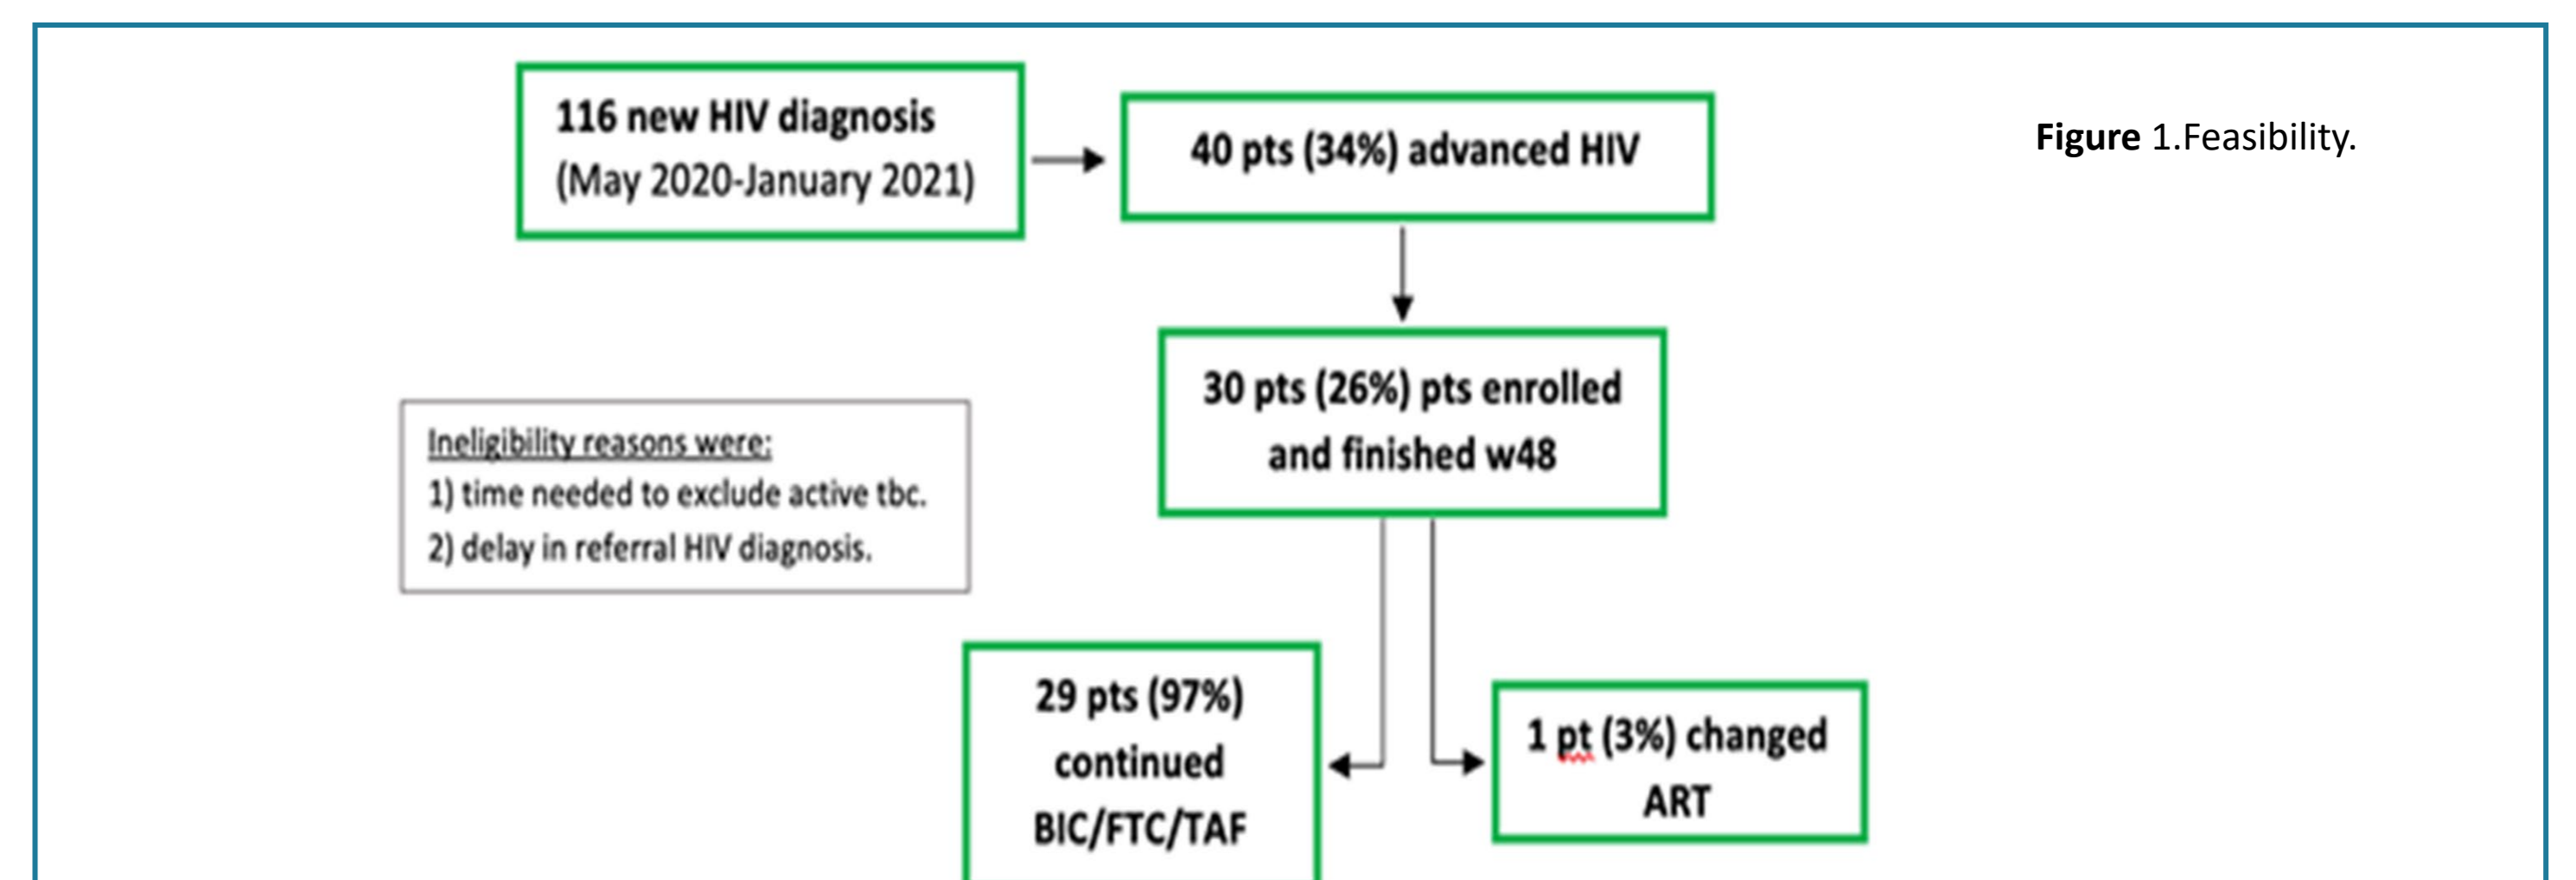 116 new HIV diagnosis
(May 2020-January 2021)
40 pts (34%) advanced HIV
Figure 1.Feasibility.
30 pts (26%) pts enrolled
and finished w48
Ineligibility reasons were:
1) time needed to exclude active tbc.
2) delay in referral HIV diagnosis.
29 pts (97%)
continued
BIC/FTC/TAF
1 pt (3%) changed
ART